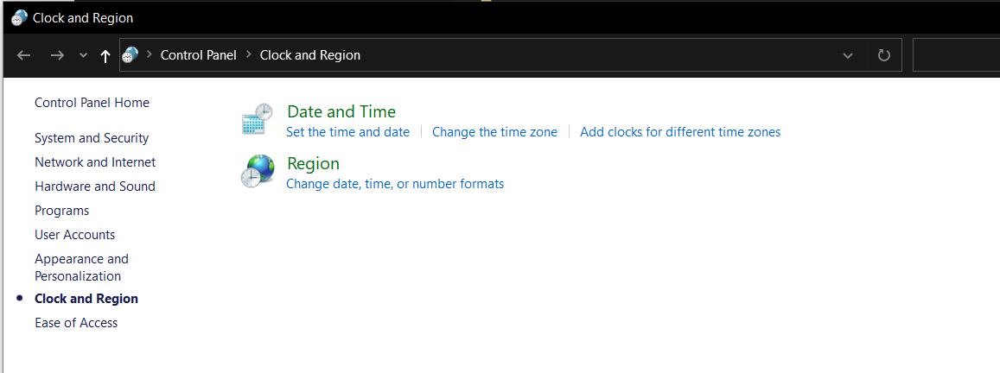 Clock and Region
Control Panel Clock and Region
Control Panel Home
System and Security
Network and Internet
Hardware and Sound
Programs
User Accounts
Appearance and
Personalization
Clock and Region
Ease of Access
Date and Time
Set the time and date Change the time zone Add clocks for different time zones
Region
Change date, time, or number formats